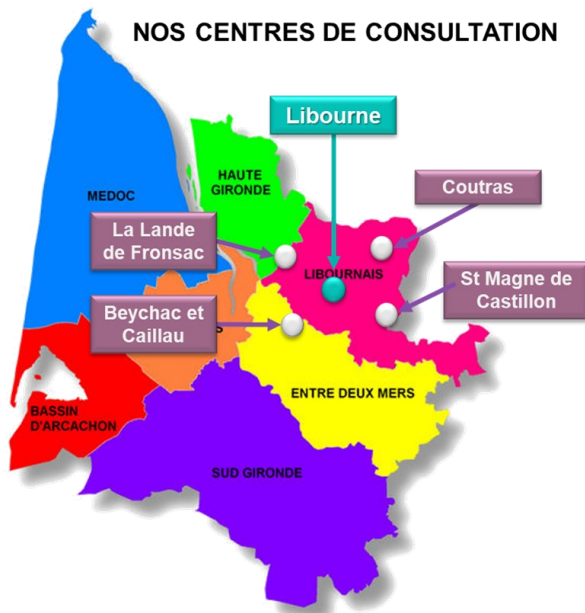 NOS CENTRES DE CONSULTATION
Libourne
HAUTE
GIRONDE
Coutras
MEDOC
La Lande
de Fronsac
LIBOURNAIS
St Magne de
Castillon
Beychac et
Caillau
ENTRE DEUX MERS
BASSIN
D'ARCACHON
SUD GIRONDE